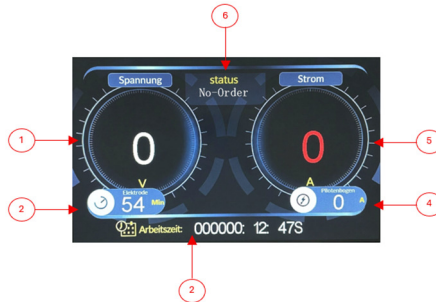 6
Spannung
status
Strom
No-Order
1
0
0
5
V
A
Elektrode
Pilotenbogen
2
54 Min
0 A
4
Arbeitszeit: 000000: 12: 47S
2